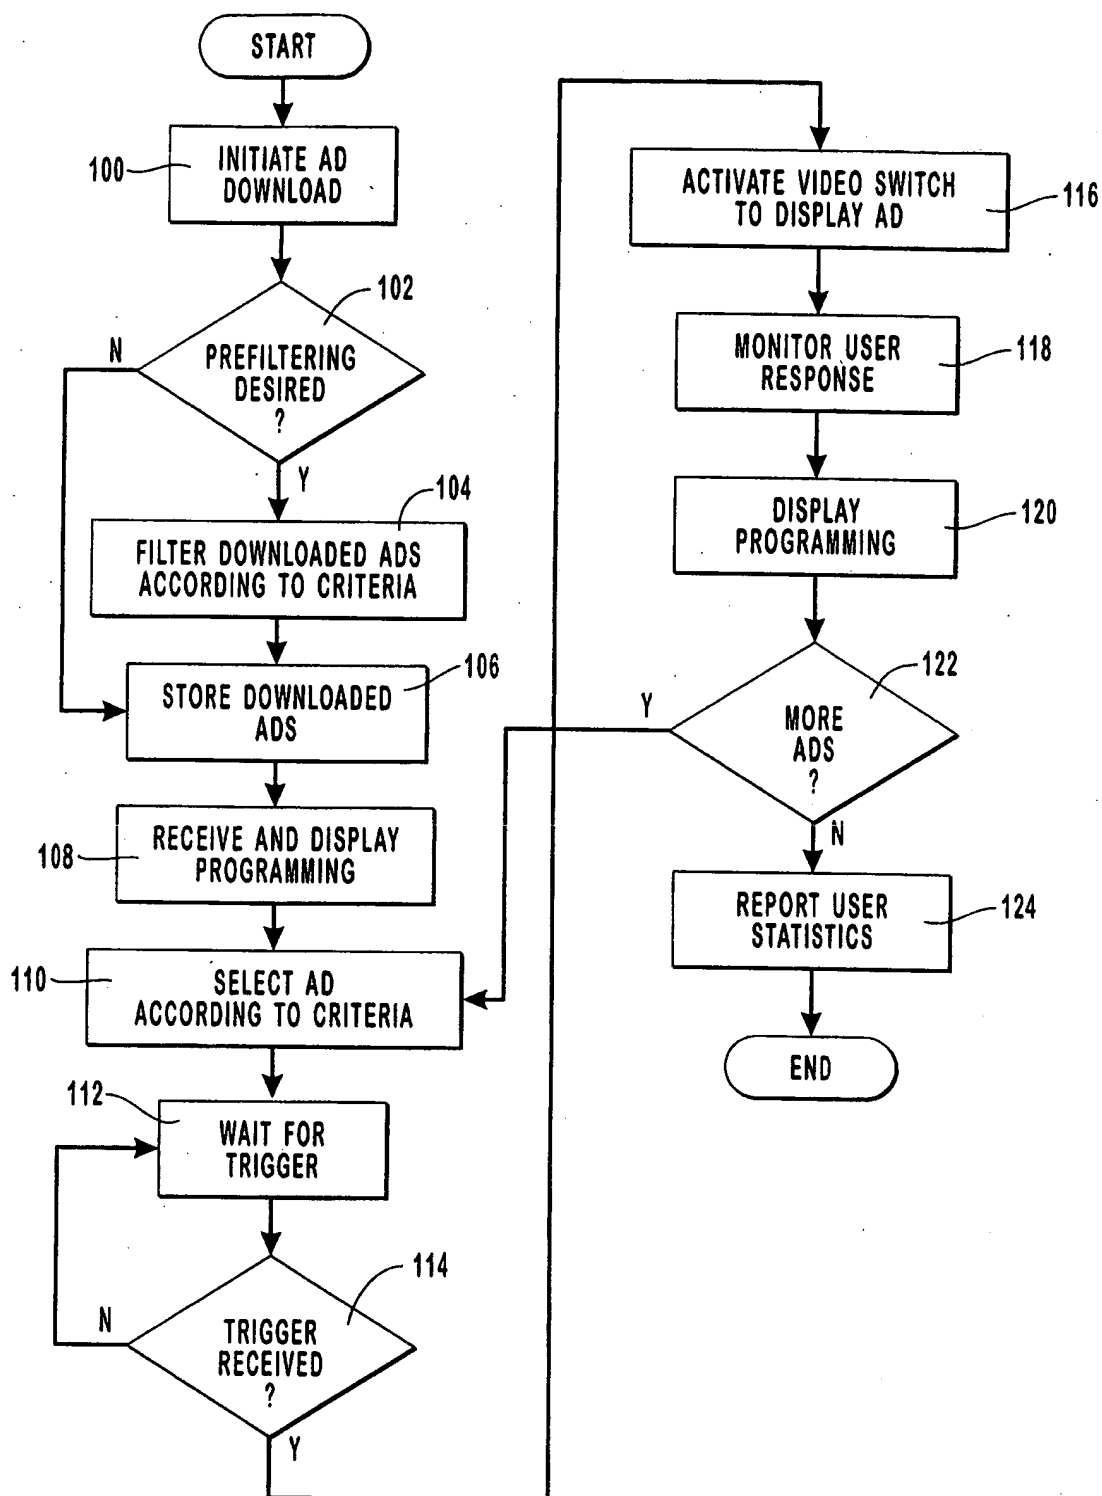 START
100
INITIATE AD
DOWNLOAD
102
N
PREFILTERING
DESIRED
?
Y
104
FILTER DOWNLOADED ADS
ACCORDING TO CRITERIA
106
STORE DOWNLOADED
ADS
108
RECEIVE AND DISPLAY
PROGRAMMING
110
SELECT AD
ACCORDING TO CRITERIA
112
WAIT FOR
TRIGGER
114
N
TRIGGER
RECEIVED
?
Y
ACTIVATE VIDEO SWITCH
TO DISPLAY AD
116
MONITOR USER
RESPONSE
118
DISPLAY
PROGRAMMING
120
122
Y
MORE
ADS
?
N
REPORT USER
STATISTICS
124
END